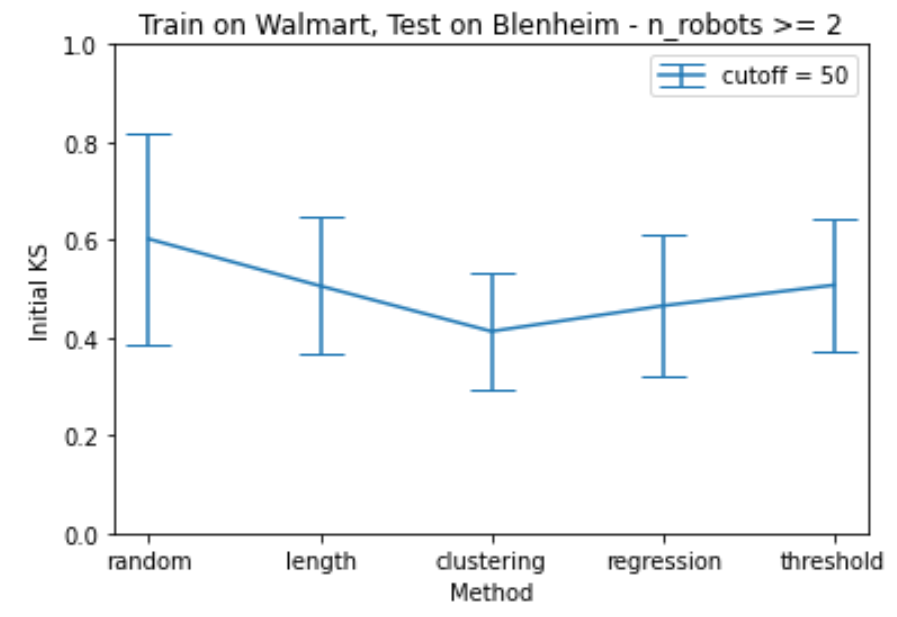 Train on Walmart, Test on Blenheim - n_robots >= 2
cutoff = 50
1.0
0.8
0.6
0.4
0.2
0.0
Initial KS
random length clustering regression threshold
Method